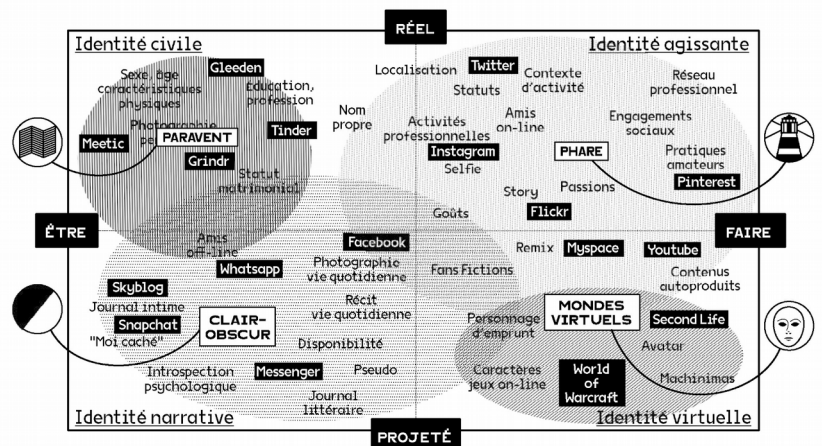 RÉEL
Identité civile
Identité agissante
Gleeden
Sexe, âge
caractéristiques
physiques
Éducation,
profession
Photographie
PARAVENT
Meetic
Tinder
Grindr
Statut
matrimonial
Localisation
Twitter
Statuts
Contexte
d'activité
Réseau
professionnel
Nom
propre
Activités
professionnelles
Amis
on-line
Engagements
sociaux
Instagram
Selfie
PHARE
Pratiques
amateurs
Pinterest
Story
Passions
Goûts
Flickr
ÊTRE
FAIRE
Amis
off-line
Facebook
Whatsapp
Photographie
vie quotidienne
Fans Fictions
Remix
Myspace
Youtube
Contenus
autoproduits
Skyblog
Journal intime
Snapchat
"Moi caché"
CLAIR-
OBSCUR
Récit
vie quotidienne
Disponibilité
Personnage
d'emprunt
MONDES
VIRTUELS
Second Life
Avatar
Introspection
psychologique
Messenger
Pseudo
Journal
littéraire
Caractères
jeux on-line
World
of
Warcraft
Machinimas
Identité narrative
Identité virtuelle
PROJETÉ